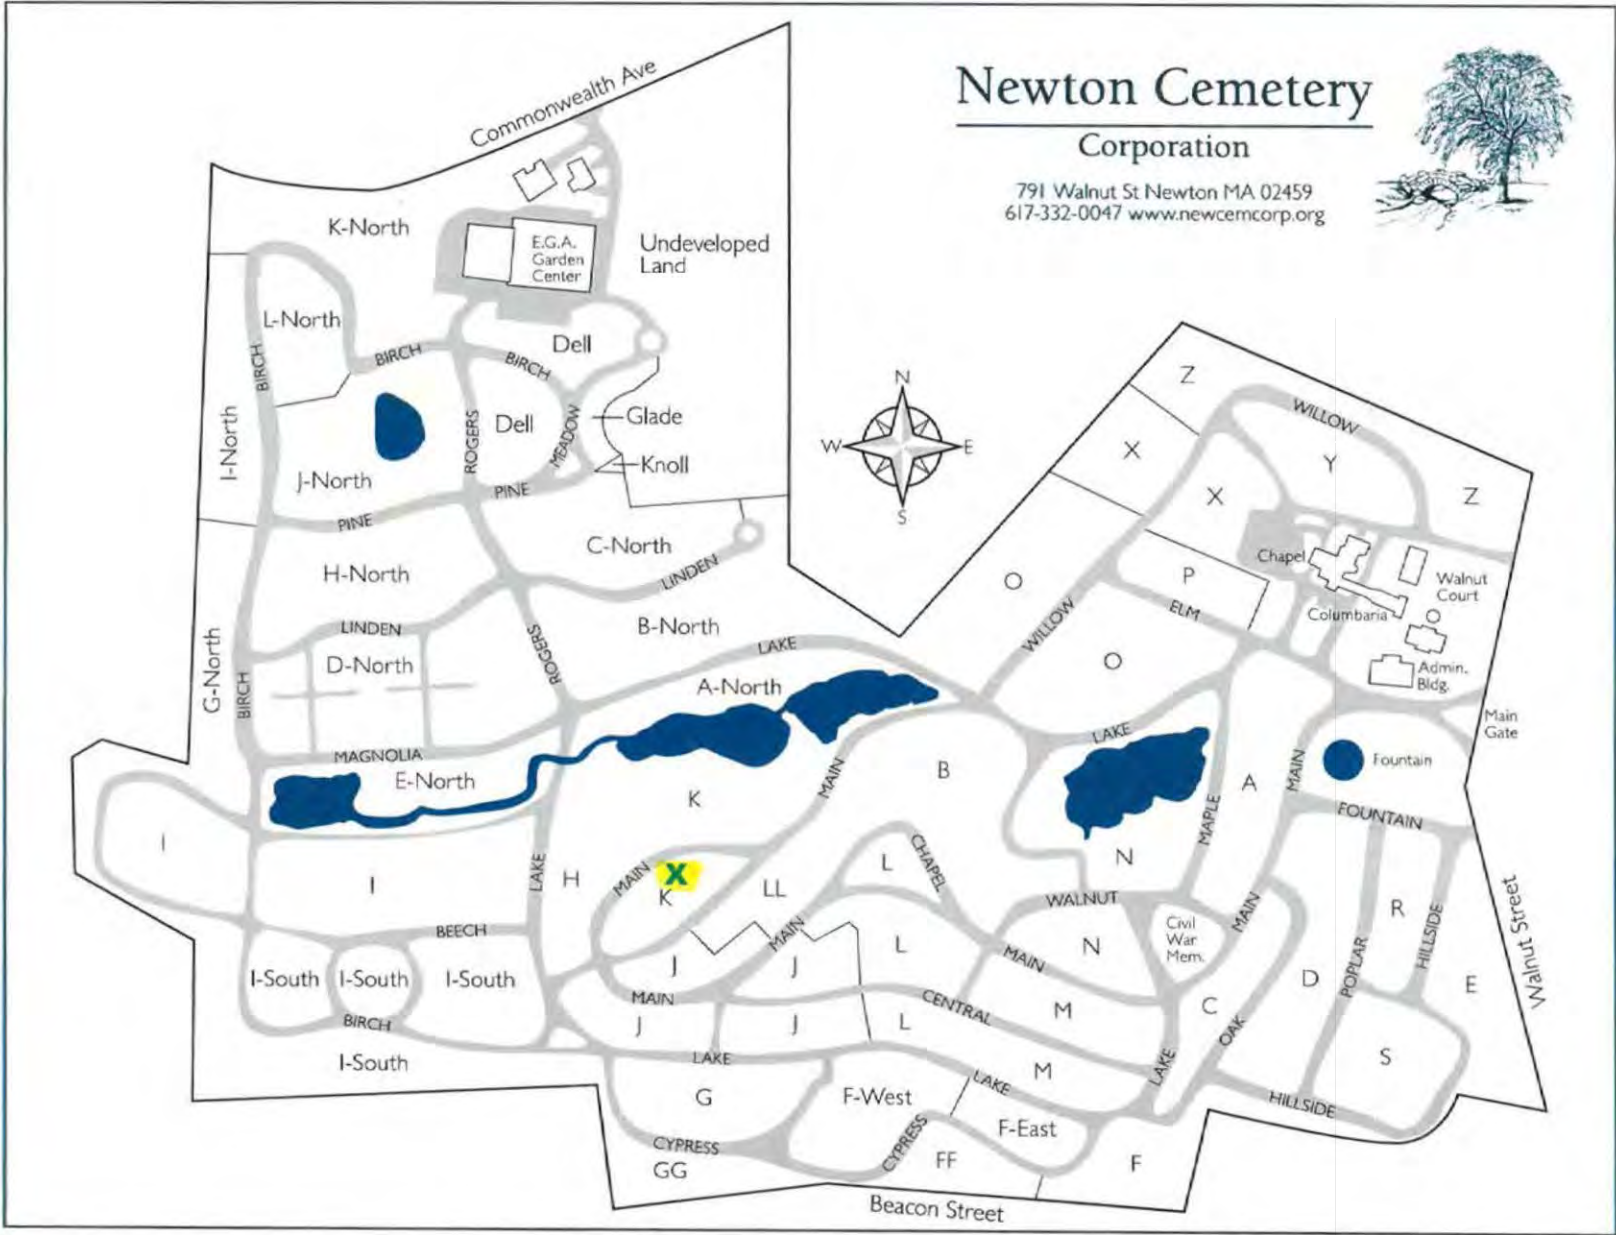 Newton Cemetery
Corporation
791 Walnut St Newton MA 02459
617-332-0047 www.newcemcorp.org
Commonwealth Ave
K-North
E.G.A.
Garden
Center
Undeveloped
Land
L-North
BIRCH
BIRCH
Dell
BIRCH
I-North
ROGERS
Dell
MEADOW
Glade
Knoll
J-North
PINE
PINE
N
W
E
S
Z
WILLOW
X
Y
Z
X
C-North
H-North
LINDEN
Chapel
Walnut
Court
O
P
ELM
Columbaria
LINDEN
ROGERS
B-North
LAKE
WILLOW
D-North
O
Admin.
Bldg.
G-North
BIRCH
A-North
Main
Gate
MAGNOLIA
LAKE
E-North
MAIN
B
K
MAPLE
A
MAIN
Fountain
FOUNTAIN
I
I
LAKE
H
MAIN
X
K
LL
L
CHAPEL
N
WALNUT
BEECH
MAIN
L
MAIN
N
Civil
War
Mem.
MAIN
R
HILLSIDE
Walnut Street
I-South
I-South
I-South
J
J
MAIN
CENTRAL
M
C
D
POPLAR
E
BIRCH
J
J
L
OAK
I-South
LAKE
M
LAKE
S
G
F-West
LAKE
HILLSIDE
CYPRESS
CYPRESS
F-East
GG
FF
F
Beacon Street